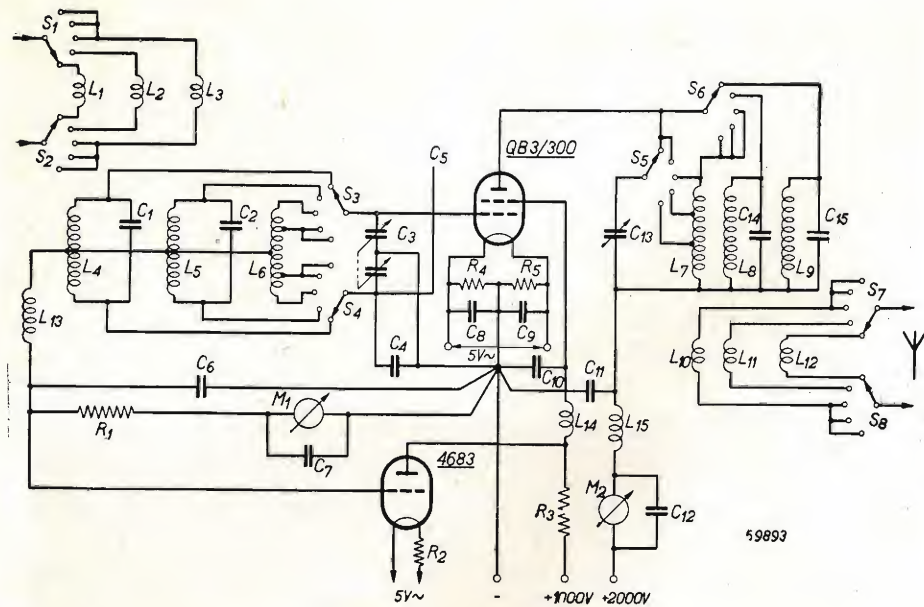 S1
L1
L2
L3
S2
S6
QB3/300
C5
S5
S3
C1
C2
C3
C13
C14
C15
L4
L5
L6
R4
R5
L7
L8
L9
S7
S4
L13
C8
C9
C4
L10
L11
L12
5V~
C10
C11
C6
S8
M1
R1
L14
L15
C7
4683
M2
R3
C12
59893
R2
5V~
-
+1000V
+2000V